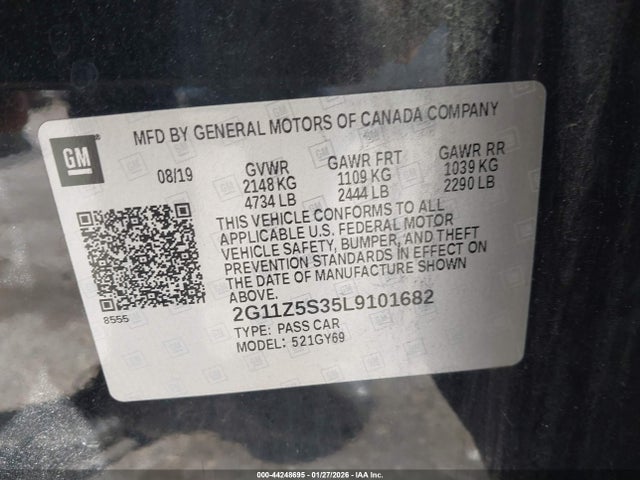 GM
MFD BY GENERAL MOTORS OF CANADA COMPANY
08/19
GVWR
2148 KG
4734 LB
GAWR FRT
1109 KG
2444 LB
GAWR RR
1039 KG
2290 LB
THIS VEHICLE CONFORMS TO ALL
APPLICABLE U.S. FEDERAL MOTOR
VEHICLE SAFETY, BUMPER, AND THEFT
PREVENTION STANDARDS IN EFFECT ON
THE DATE OF MANUFACTURE SHOWN
ABOVE.
8555
2G11Z5S35L9101682
TYPE: PASS CAR
MODEL: 521GY69
000-44248695 - 01/27/2026 - IAA Inc.